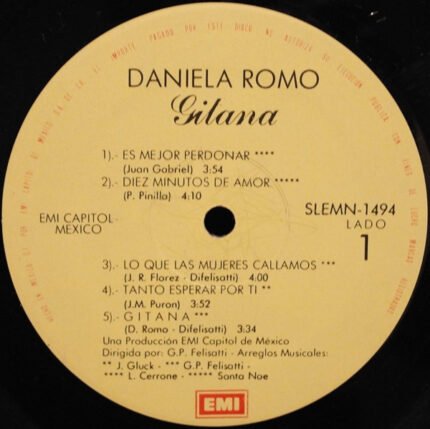 DANIELA ROMO
Gitana
1).- ES MEJOR PERDONAR ****
(Juan Gabriel) 3:54
2).- DIEZ MINUTOS DE AMOR *****
(P. Pinilla) 4:10
EMI CAPITOL
MEXICO
SLEMN-1494
LADO
1
3).- LO QUE LAS MUJERES CALLAMOS ***
(J. R. Florez - Difelisatti) 4:00
4).- TANTO ESPERAR POR TI **
(J.M. Puron) 3:52
5).- GITANA ***
(D. Romo - Difelisatti) 3:34
Una Producción EMI Capitol de México
Dirigida por: G.P. Felisatti - Arreglos Musicales:
** J. Gluck - *** G.P. Felisatti -
**** L. Cerrone - ***** Santa Noe
EMI